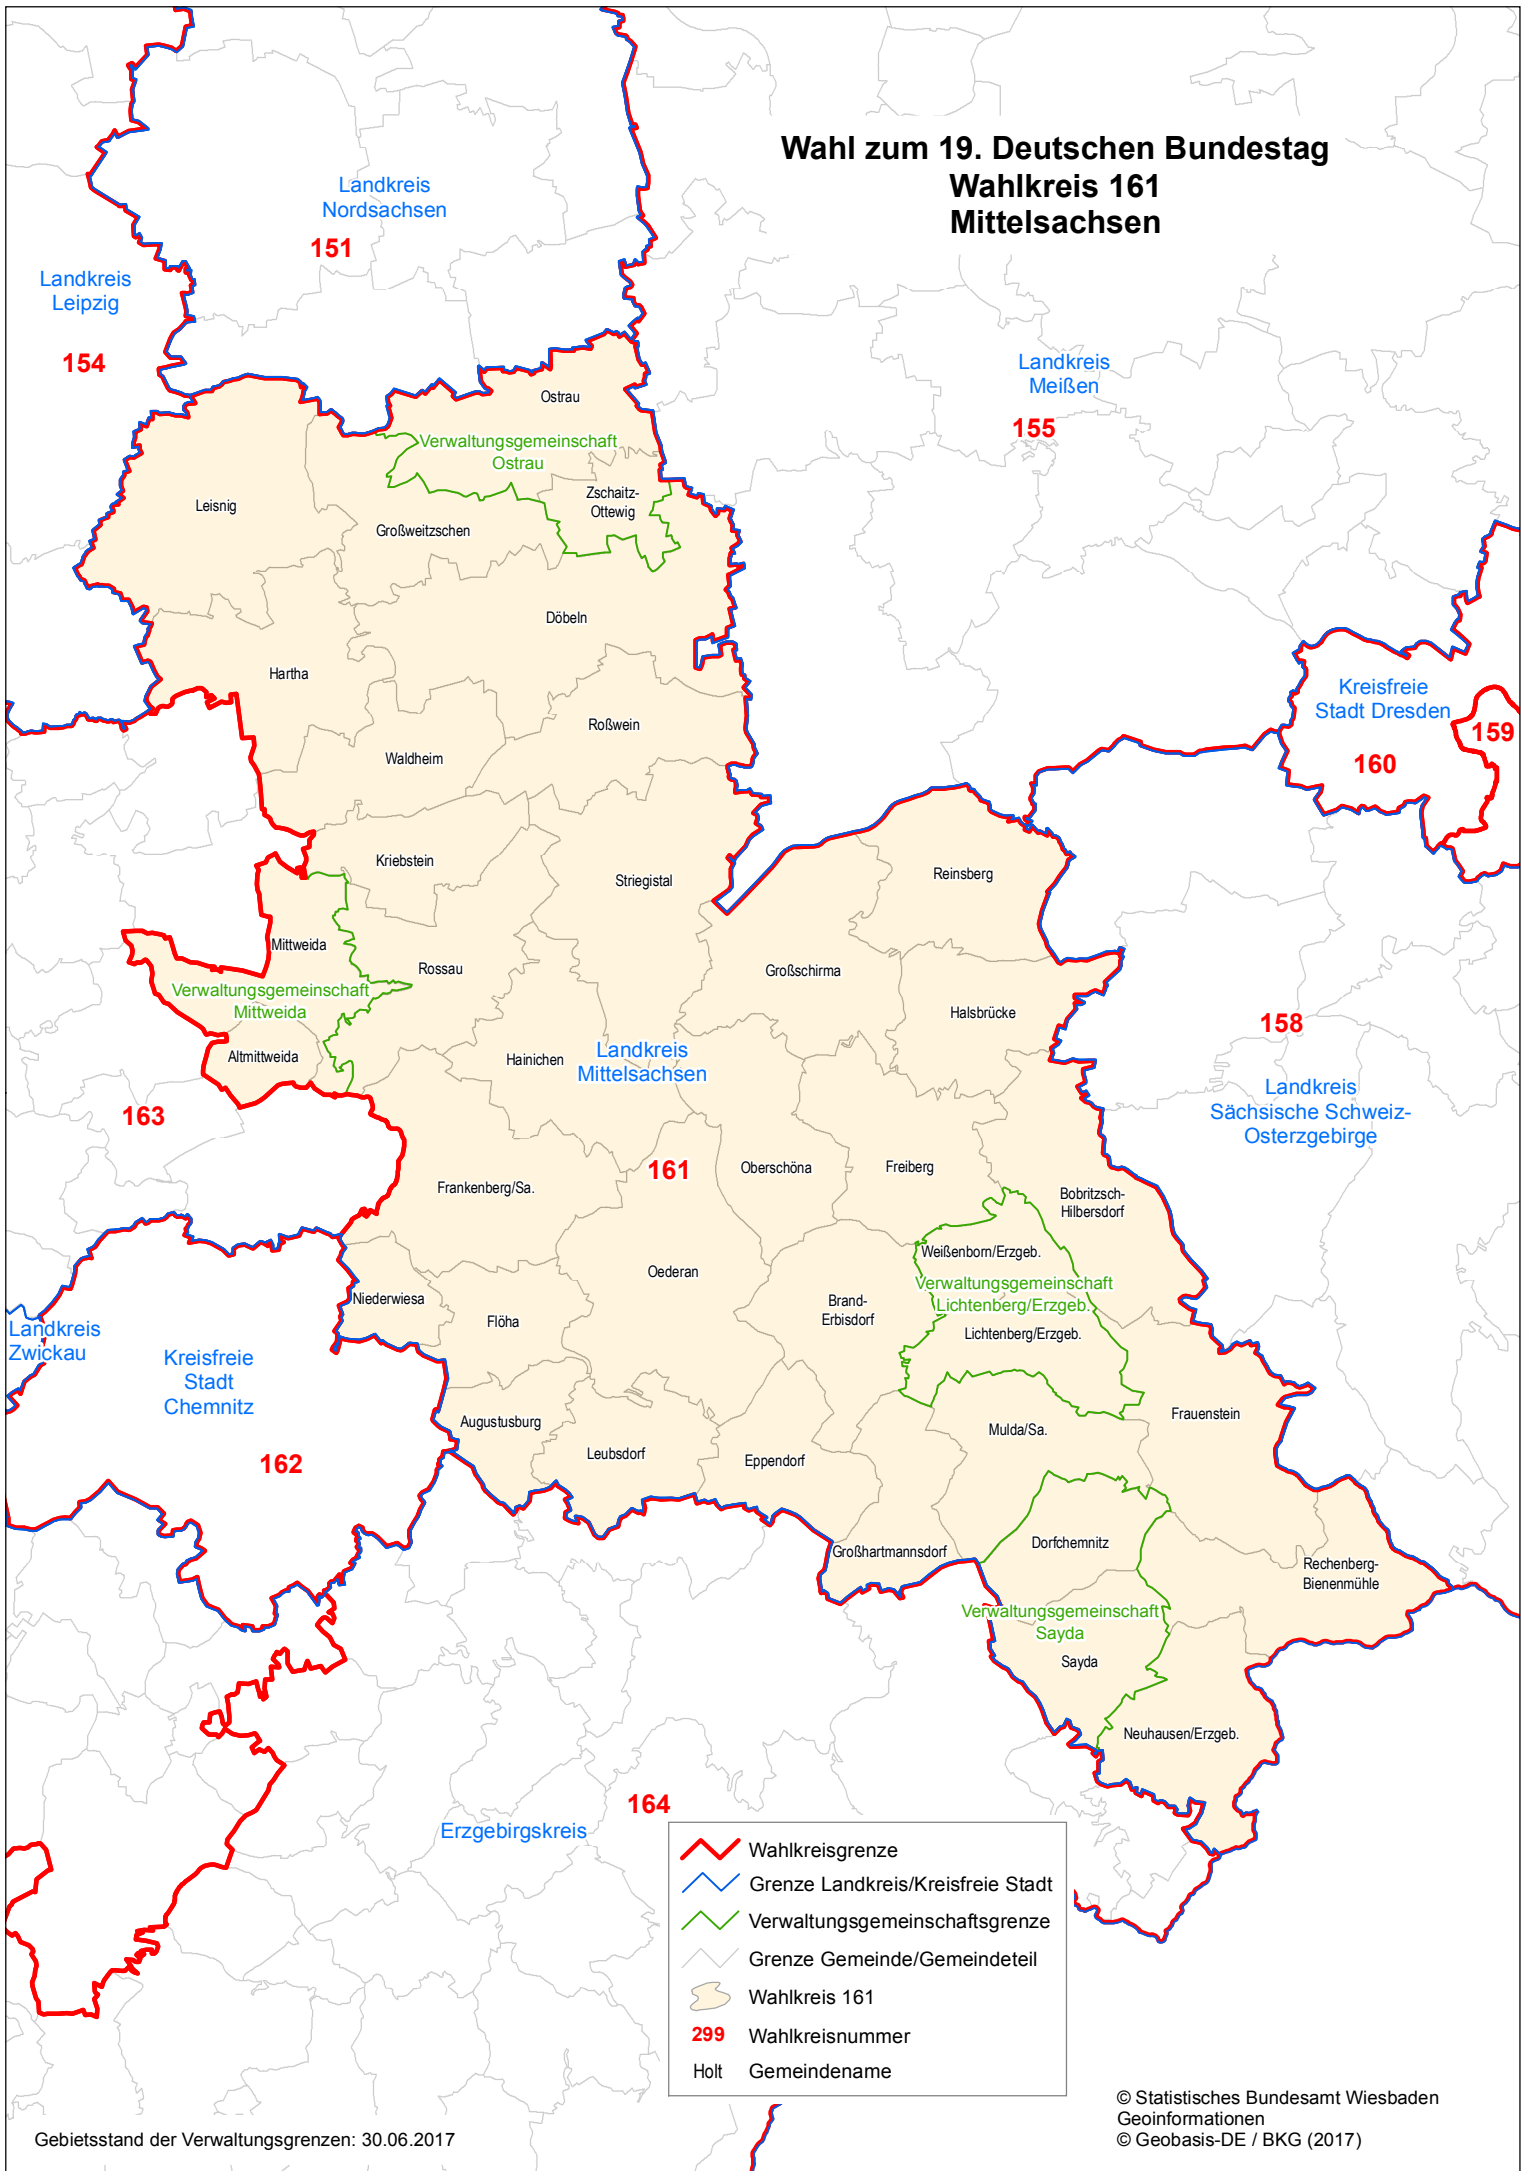 Wahl zum 19. Deutschen Bundestag
Wahlkreis 161
Mittelsachsen
Landkreis
Nordsachsen
151
Landkreis
Leipzig
154
Landkreis
Meißen
155
Ostrau
Verwaltungsgemeinschaft
Ostrau
Zschaitz-
Ottewig
Leisnig
Großweitzschen
Döbeln
Hartha
Roßwein
Waldheim
Kreisfreie
Stadt Dresden
159
160
Kriebstein
Striegistal
Reinsberg
Mittweida
Rossau
Großschirma
Verwaltungsgemeinschaft
Mittweida
Halsbrücke
158
Altmittweida
Hainichen
Landkreis
Mittelsachsen
Landkreis
Sächsische Schweiz-
Osterzgebirge
163
161
Oberschöna
Freiberg
Frankenberg/Sa.
Bobritzsch-
Hilbersdorf
Weißenborn/Erzgeb.
Oederan
Verwaltungsgemeinschaft
Lichtenberg/Erzgeb.
Niederwiesa
Brand-
Erbisdorf
Flöha
Lichtenberg/Erzgeb.
Landkreis
Zwickau
Kreisfreie
Stadt
Chemnitz
162
Augustusburg
Leubsdorf
Eppendorf
Mulda/Sa.
Frauenstein
Dorfchemnitz
Großhartmannsdorf
Rechenberg-
Bienenmühle
Verwaltungsgemeinschaft
Sayda
Sayda
Neuhausen/Erzgeb.
164
Erzgebirgskreis
Wahlkreisgrenze
Grenze Landkreis/Kreisfreie Stadt
Verwaltungsgemeinschaftsgrenze
Grenze Gemeinde/Gemeindeteil
Wahlkreis 161
299 Wahlkreisnummer
Holt Gemeindename
© Statistisches Bundesamt Wiesbaden
Geoinformationen
© Geobasis-DE / BKG (2017)
Gebietsstand der Verwaltungsgrenzen: 30.06.2017